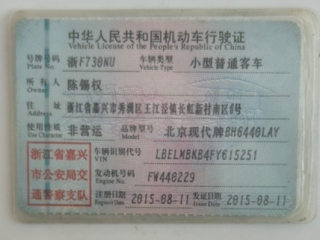 中华人民共和国机动车行驶证
Vehicle License of the People's Republic of China
号牌号码 浙F730NU 车辆类型 小型普通客车
Plate No. Vehicle Type
所有人 陈锡权
Owner
住址 浙江省嘉兴市秀洲区王江泾镇长虹新村南区6号
Address
使用性质 非营运 品牌型号 北京现代牌BH6440LAY
Use Character Model
浙江省嘉兴市公安局交通警察支队
车辆识别代号 LBELMBKB4FY615251
VIN
发动机号码 FW440229
Engine No.
注册日期 2015-08-11 发证日期 2015-08-11
Register Date Issue Date